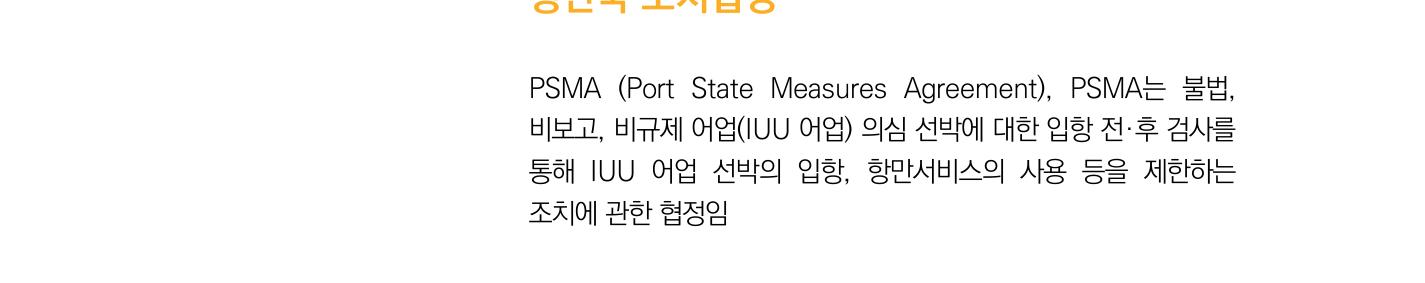 PSMA (Port State Measures Agreement), PSMA는 불법,
비보고, 비규제 어업(IUU 어업) 의심 선박에 대한 입항 전·후 검사를
통해 IUU 어업 선박의 입항, 항만서비스의 사용 등을 제한하는
조치에 관한 협정임